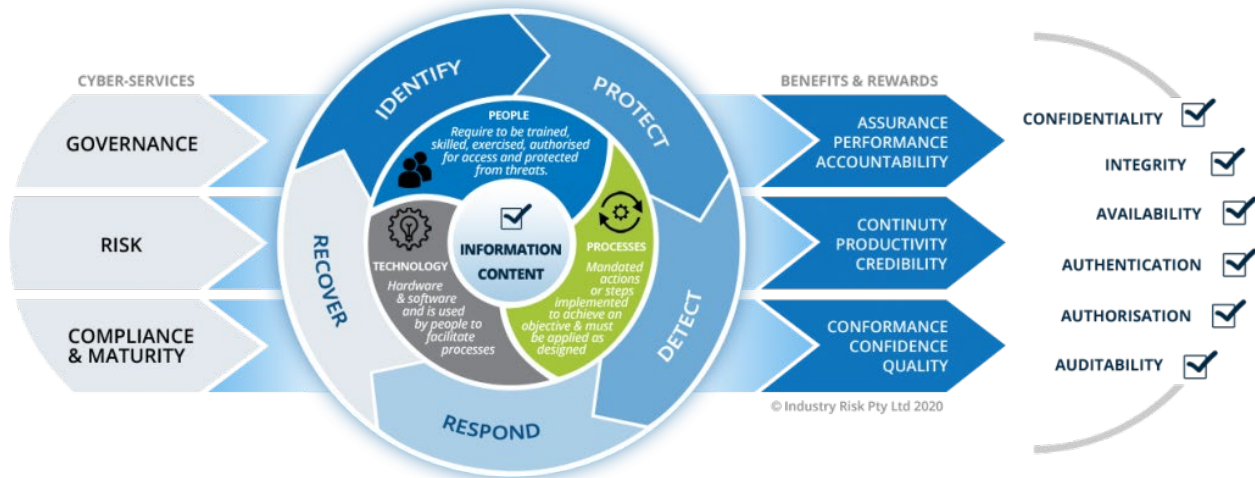 CYBER-SERVICES
GOVERNANCE
RISK
COMPLIANCE
& MATURITY
IDENTIFY
PROTECT
DETECT
RESPOND
RECOVER
PEOPLE
Require to be trained,
skilled, exercised, authorised
for access and protected
from threats.
PROCESSES
Mandated
actions
or steps
implemented
to achieve an
objective & must
be applied as
designed
TECHNOLOGY
Hardware
& software
and is used
by people to
facilitate
processes
INFORMATION
CONTENT
BENEFITS & REWARDS
ASSURANCE
PERFORMANCE
ACCOUNTABILITY
CONTINUITY
PRODUCTIVITY
CREDIBILITY
CONFORMANCE
CONFIDENCE
QUALITY
© Industry Risk Pty Ltd 2020
CONFIDENTIALITY
INTEGRITY
AVAILABILITY
AUTHENTICATION
AUTHORISATION
AUDITABILITY